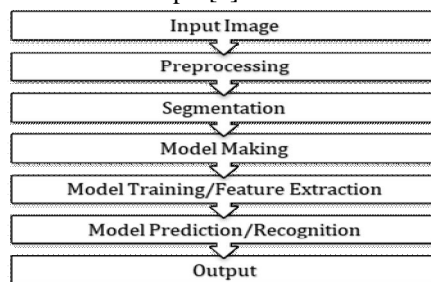 Input Image
Preprocessing
Segmentation
Model Making
Model Training/Feature Extraction
Model Prediction/Recognition
Output